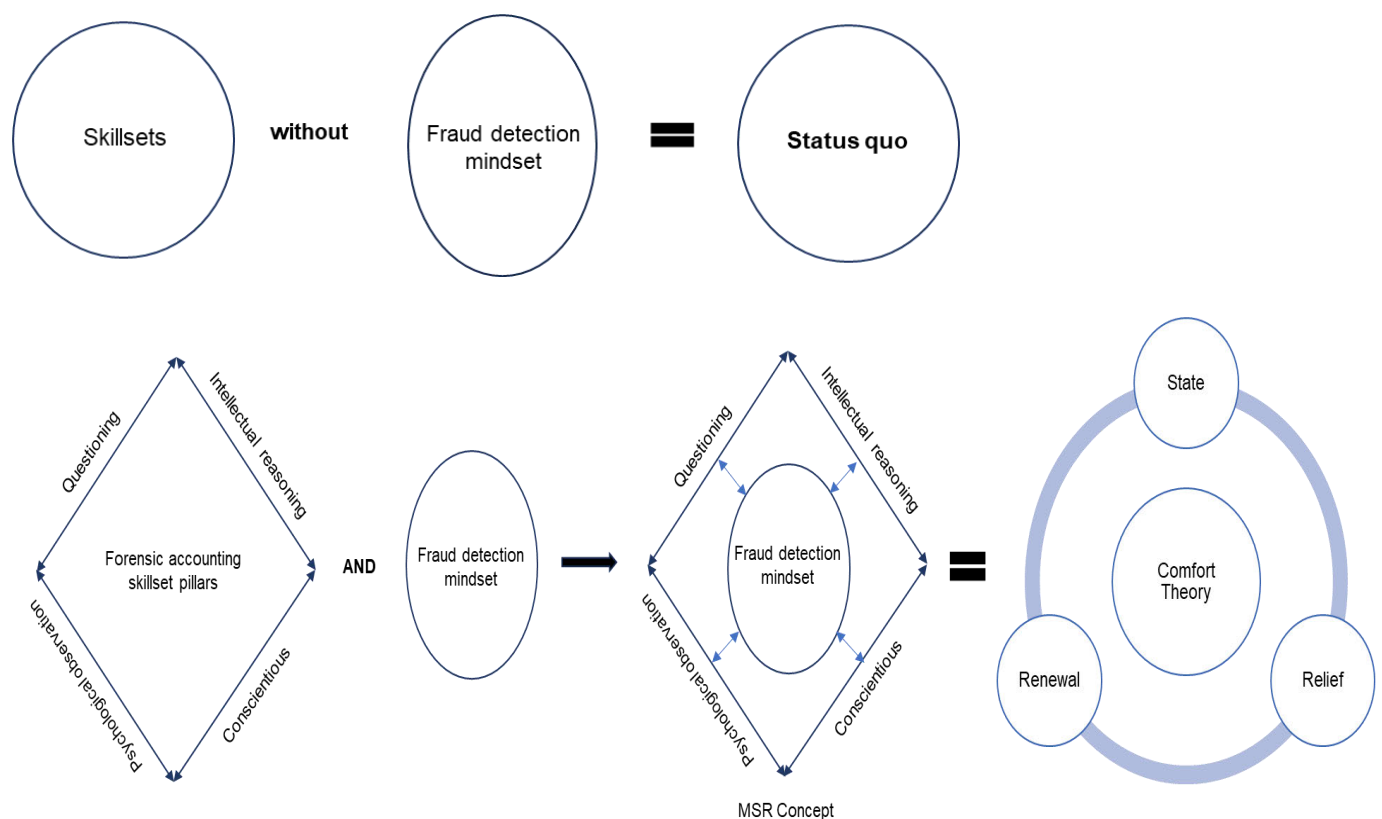 Skillsets
without
Fraud detection
mindset
Status quo
Questioning
Intellectual reasoning
Forensic accounting
skillset pillars
Psychological observation
Conscientious
AND
Fraud detection
mindset
Questioning
Intellectual reasoning
Fraud detection
mindset
Psychological observation
Conscientious
MSR Concept
State
Comfort
Theory
Renewal
Relief